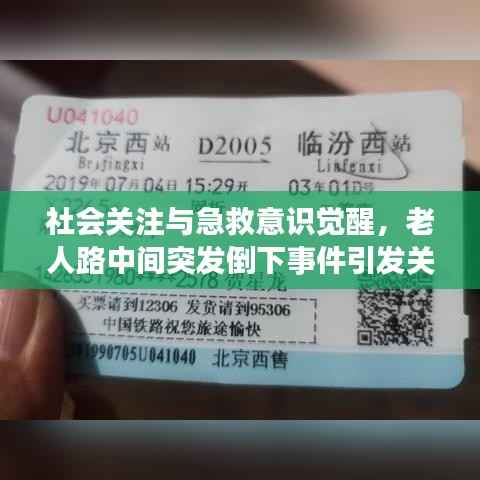 U041040
北京西站 D2005 临汾西站
Beijingxi Linfenxi
2019年07月04日 15:29开 03车01D号
社会关注与急救意识觉醒，老
人路中间突发倒下事件引发关
买票请到12306 发货请到95306
中国铁路祝您旅途愉快
990705U041040 北京西售